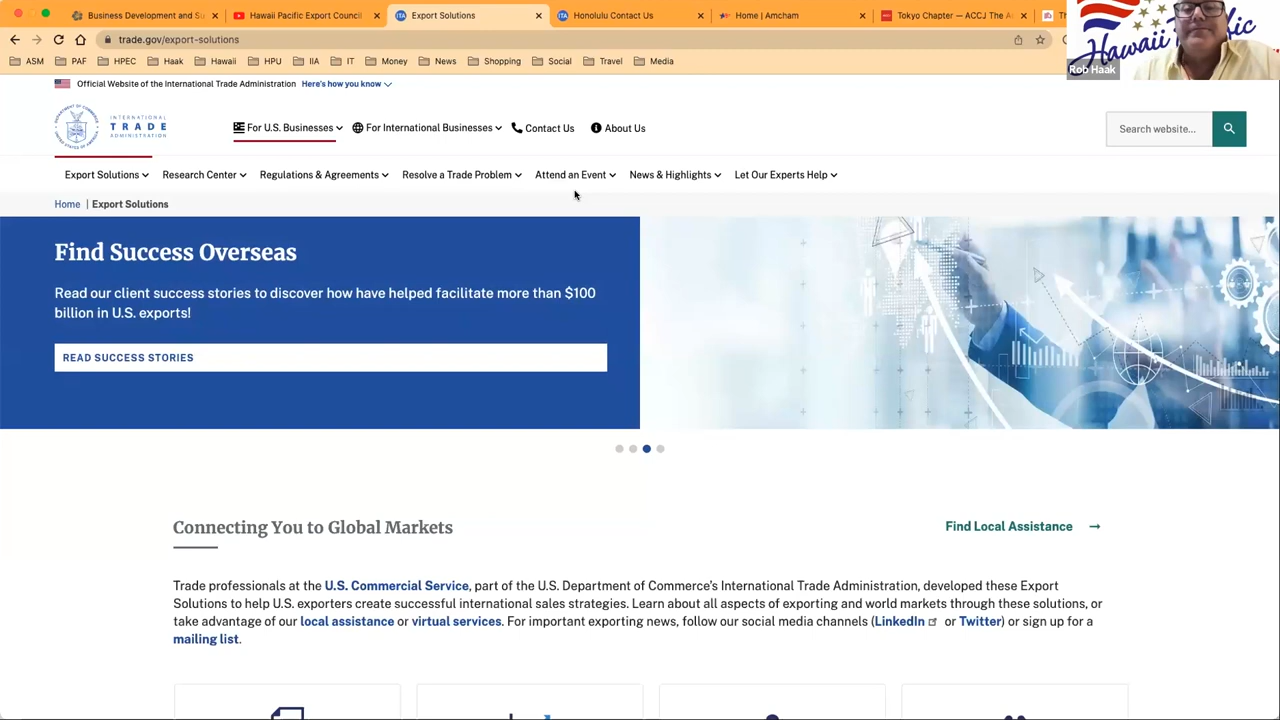 Business Development and Su
Hawaii Pacific Export Council
Export Solutions
Honolulu Contact Us
Home | Amcham
Tokyo Chapter — ACCJ The A
Th
trade.gov/export-solutions
ASM
PAF
HPEC
Haak
Hawaii
HPU
IIA
IT
Money
News
Shopping
Social
Travel
Media
Hawaii
Rob Haak
Official Website of the International Trade Administration Here's how you know
INTERNATIONAL
TRADE
ADMINISTRATION
For U.S. Businesses
For International Businesses
Contact Us
About Us
Search website...
Export Solutions
Research Center
Regulations & Agreements
Resolve a Trade Problem
Attend an Event
News & Highlights
Let Our Experts Help
Home | Export Solutions
Find Success Overseas
Read our client success stories to discover how have helped facilitate more than $100
billion in U.S. exports!
READ SUCCESS STORIES
Connecting You to Global Markets
Find Local Assistance →
Trade professionals at the U.S. Commercial Service, part of the U.S. Department of Commerce's International Trade Administration, developed these Export
Solutions to help U.S. exporters create successful international sales strategies. Learn about all aspects of exporting and world markets through these solutions, or
take advantage of our local assistance or virtual services. For important exporting news, follow our social media channels (LinkedIn or Twitter) or sign up for a
mailing list.